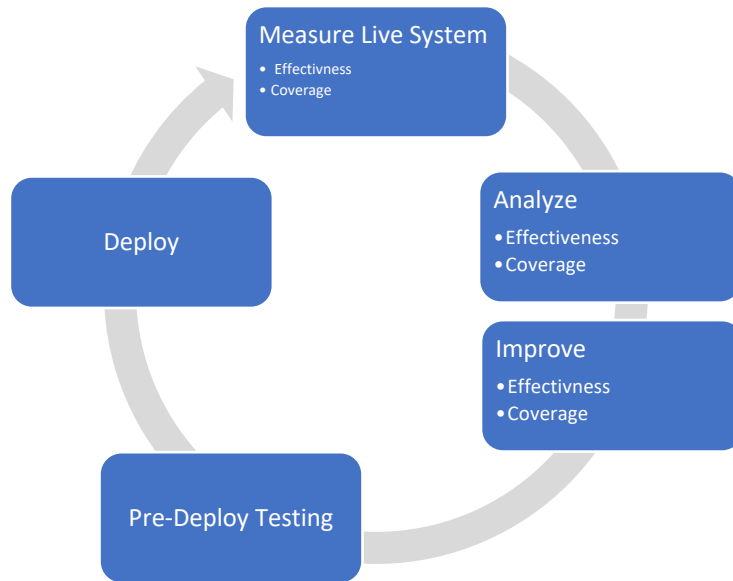 Measure Live System
• Effectivness
• Coverage
Analyze
• Effectiveness
• Coverage
Improve
• Effectivness
• Coverage
Pre-Deploy Testing
Deploy